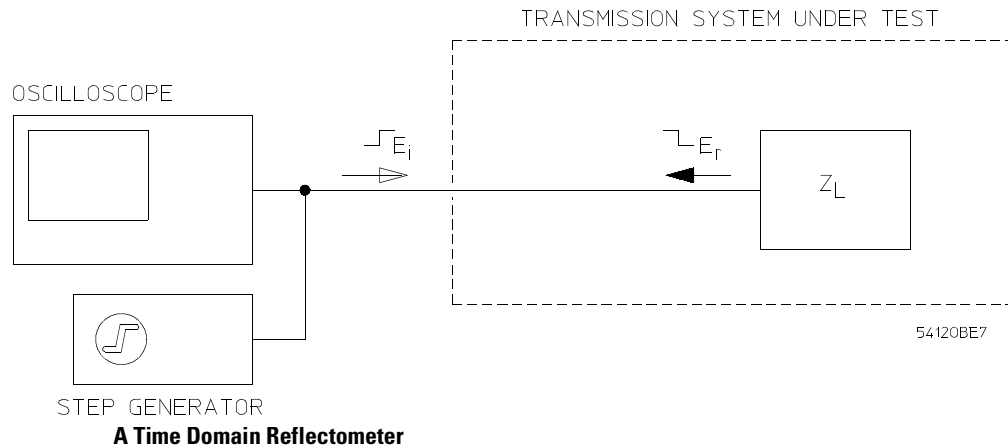 TRANSMISSION SYSTEM UNDER TEST
OSCILLOSCOPE
Ei
Er
ZL
54120BE7
STEP GENERATOR
A Time Domain Reflectometer